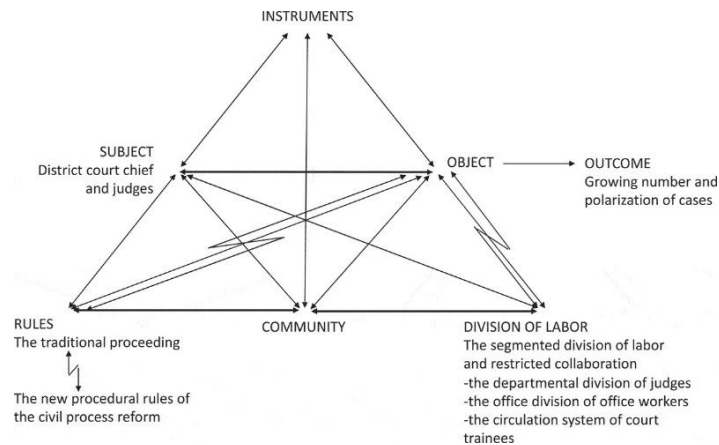 INSTRUMENTS
SUBJECT
District court chief
and judges
OBJECT
OUTCOME
Growing number and
polarization of cases
RULES
The traditional proceeding
The new procedural rules of
the civil process reform
COMMUNITY
DIVISION OF LABOR
The segmented division of labor
and restricted collaboration
-the departmental division of judges
-the office division of office workers
-the circulation system of court
trainees